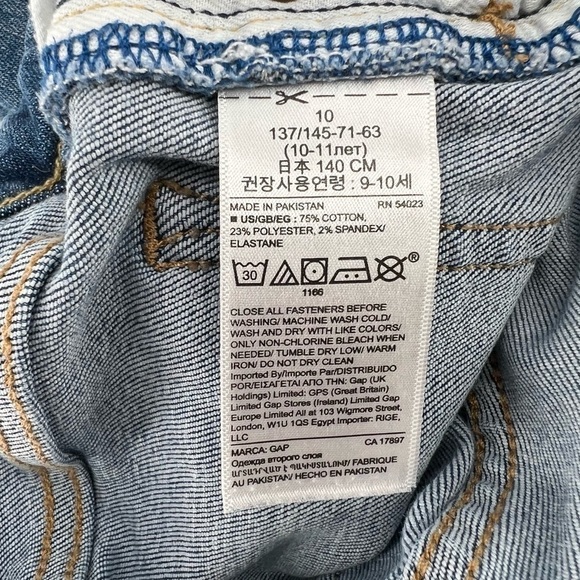 10
137/145-71-63
(10-11лет)
日本 140 CM
권장사용연령 : 9-10세
MADE IN PAKISTAN RN 54023
■ US/GB/EG : 75% COTTON,
23% POLYESTER, 2% SPANDEX/
ELASTANE
30 ®
1166
CLOSE ALL FASTENERS BEFORE
WASHING/ MACHINE WASH COLD/
WASH AND DRY WITH LIKE COLORS/
ONLY NON-CHLORINE BLEACH WHEN
NEEDED/ TUMBLE DRY LOW/ WARM
IRON/ DO NOT DRY CLEAN
Imported by/Importe Par/DISTRIBUIDO
POR/ΕΙΣΑΓΕΤΑΙ ΑΠΟ ΤΗΝ: Gap (UK
Holdings) Limited: GPS (Great Britain)
Limited Gap Stores (Ireland) Limited Gap
Europe Limited All at 103 Wigmore Street,
London, W1U 1QS Egypt Importer: RIGE,
LLC
MARCA: GAP CA 17897
Одежда второго слоя
ԱՐՏԱԴՐՎԱԾ Է ՊԱԿԻՍՏԱՆՈՒՄ/ FABRIQUE
AU PAKISTAN/ HECHO EN PAKISTAN